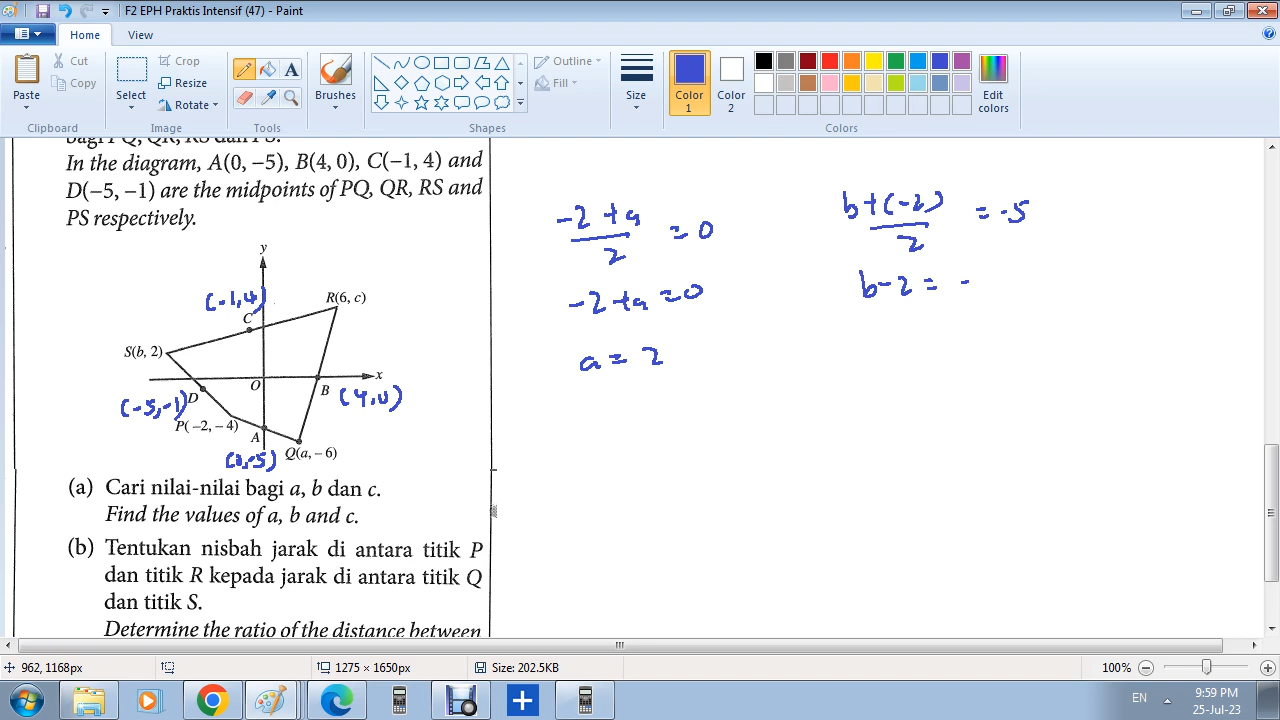 F2 EPH Praktis Intensif (47) - Paint
Home View
Paste
Cut
Copy
Clipboard
Select
Crop
Resize
Rotate
Image
Tools
Brushes
Shapes
Outline
Fill
Size
Color 1
Color 2
Edit colors
Colors
bagi PQ, QR, RS dan PS.
In the diagram, A(0, −5), B(4, 0), C(−1, 4) and
D(−5, −1) are the midpoints of PQ, QR, RS and
PS respectively.
y
(-1,4)
R(6, c)
C
S(b, 2)
x
O
B
D
(-5,-1)
(4,0)
P(−2, −4)
A
Q(a, −6)
(0,-5)
(a) Cari nilai-nilai bagi a, b dan c.
Find the values of a, b and c.
(b) Tentukan nisbah jarak di antara titik P
dan titik R kepada jarak di antara titik Q
dan titik S.
Determine the ratio of the distance between
-2 + a
2
= 0
-2 + a = 0
a = 2
b + (-2)
2
= -5
b - 2 = -
962, 1168px
1275 × 1650px
Size: 202.5KB
100%
EN
9:59 PM
25-Jul-23